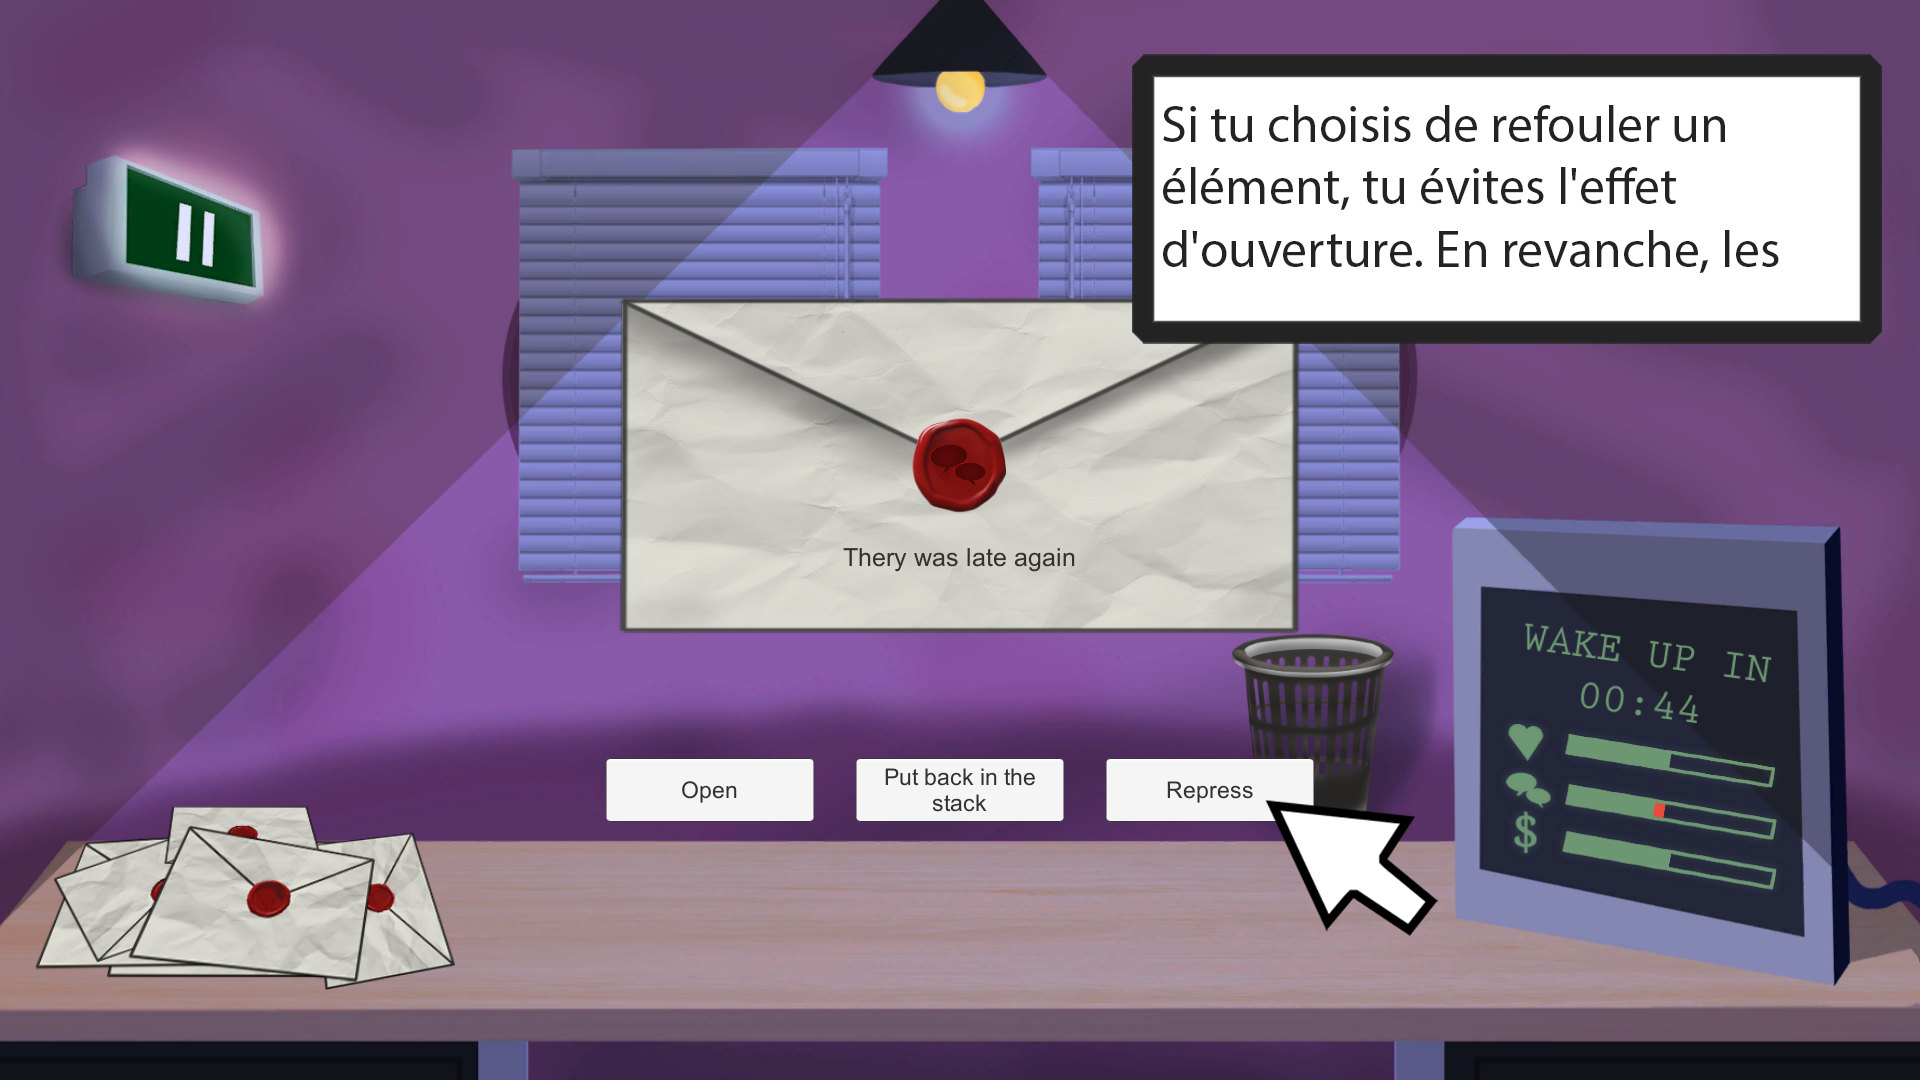 Si tu choisis de refouler un
élément, tu évites l'effet
d'ouverture. En revanche, les
Thery was late again
WAKE UP IN
00:44
$
Open
Put back in the
stack
Repress